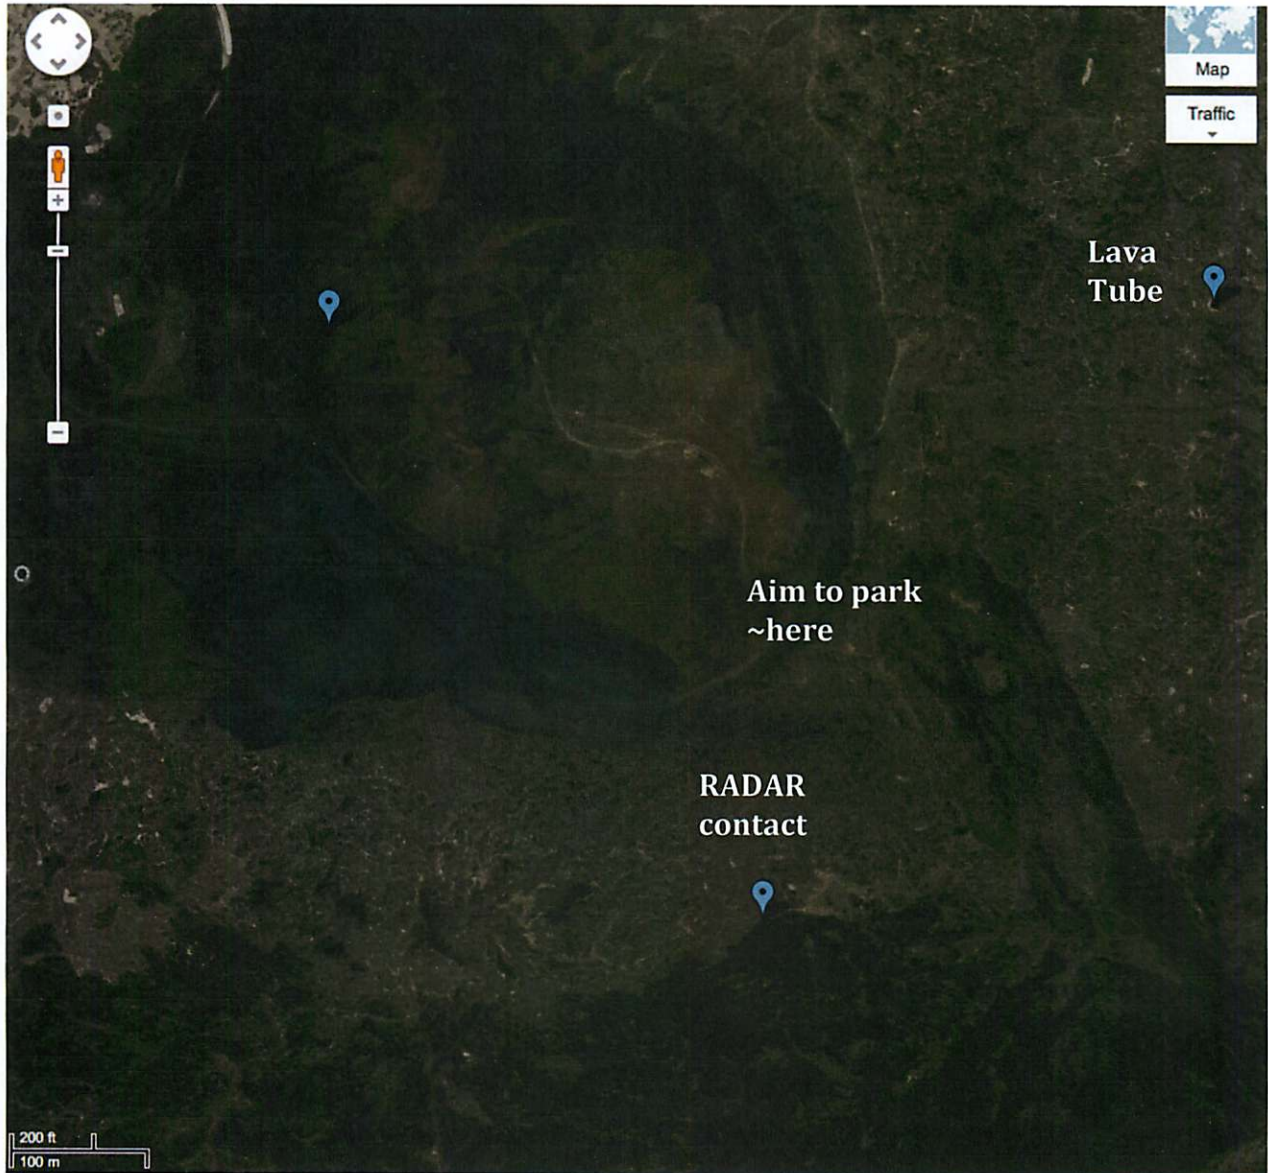 Map
Traffic
Lava
Tube
Aim to park
~here
RADAR
contact
200 ft
100 m